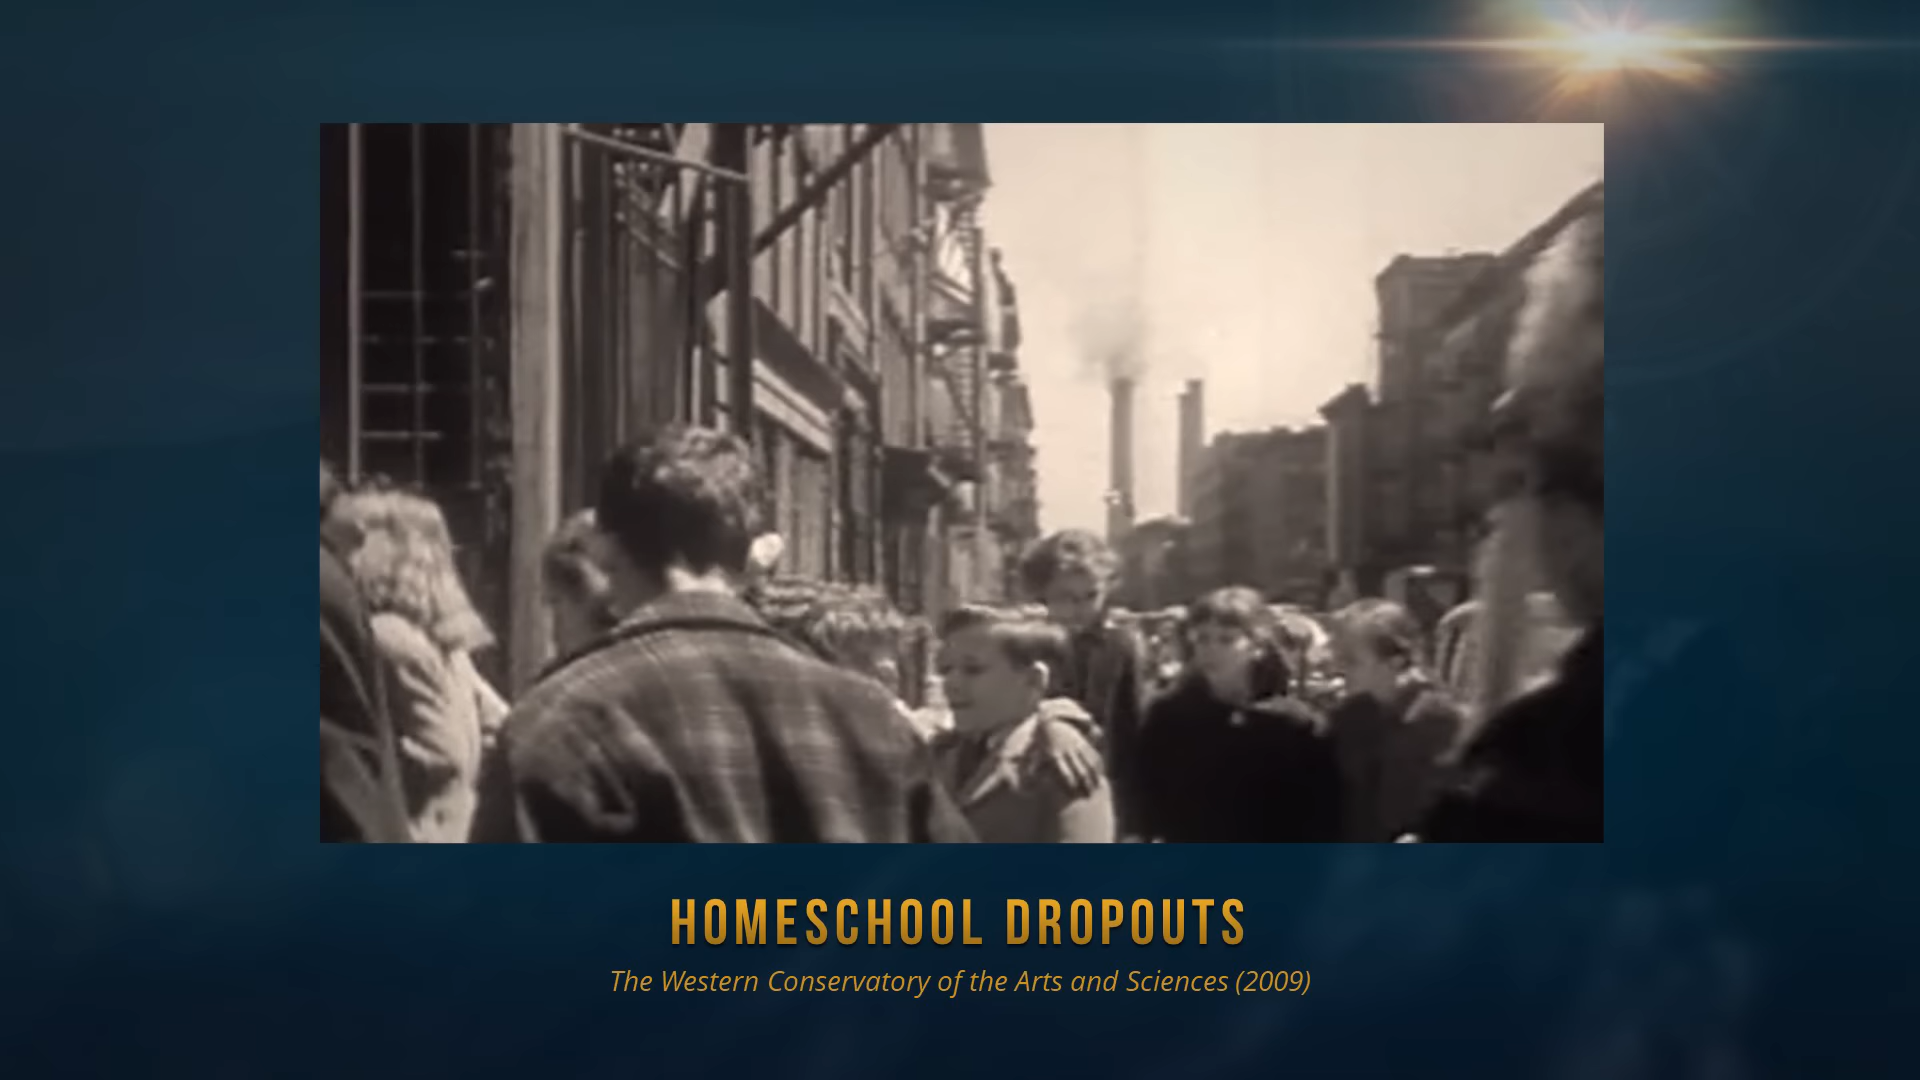 HOMESCHOOL DROPOUTS
The Western Conservatory of the Arts and Sciences (2009)